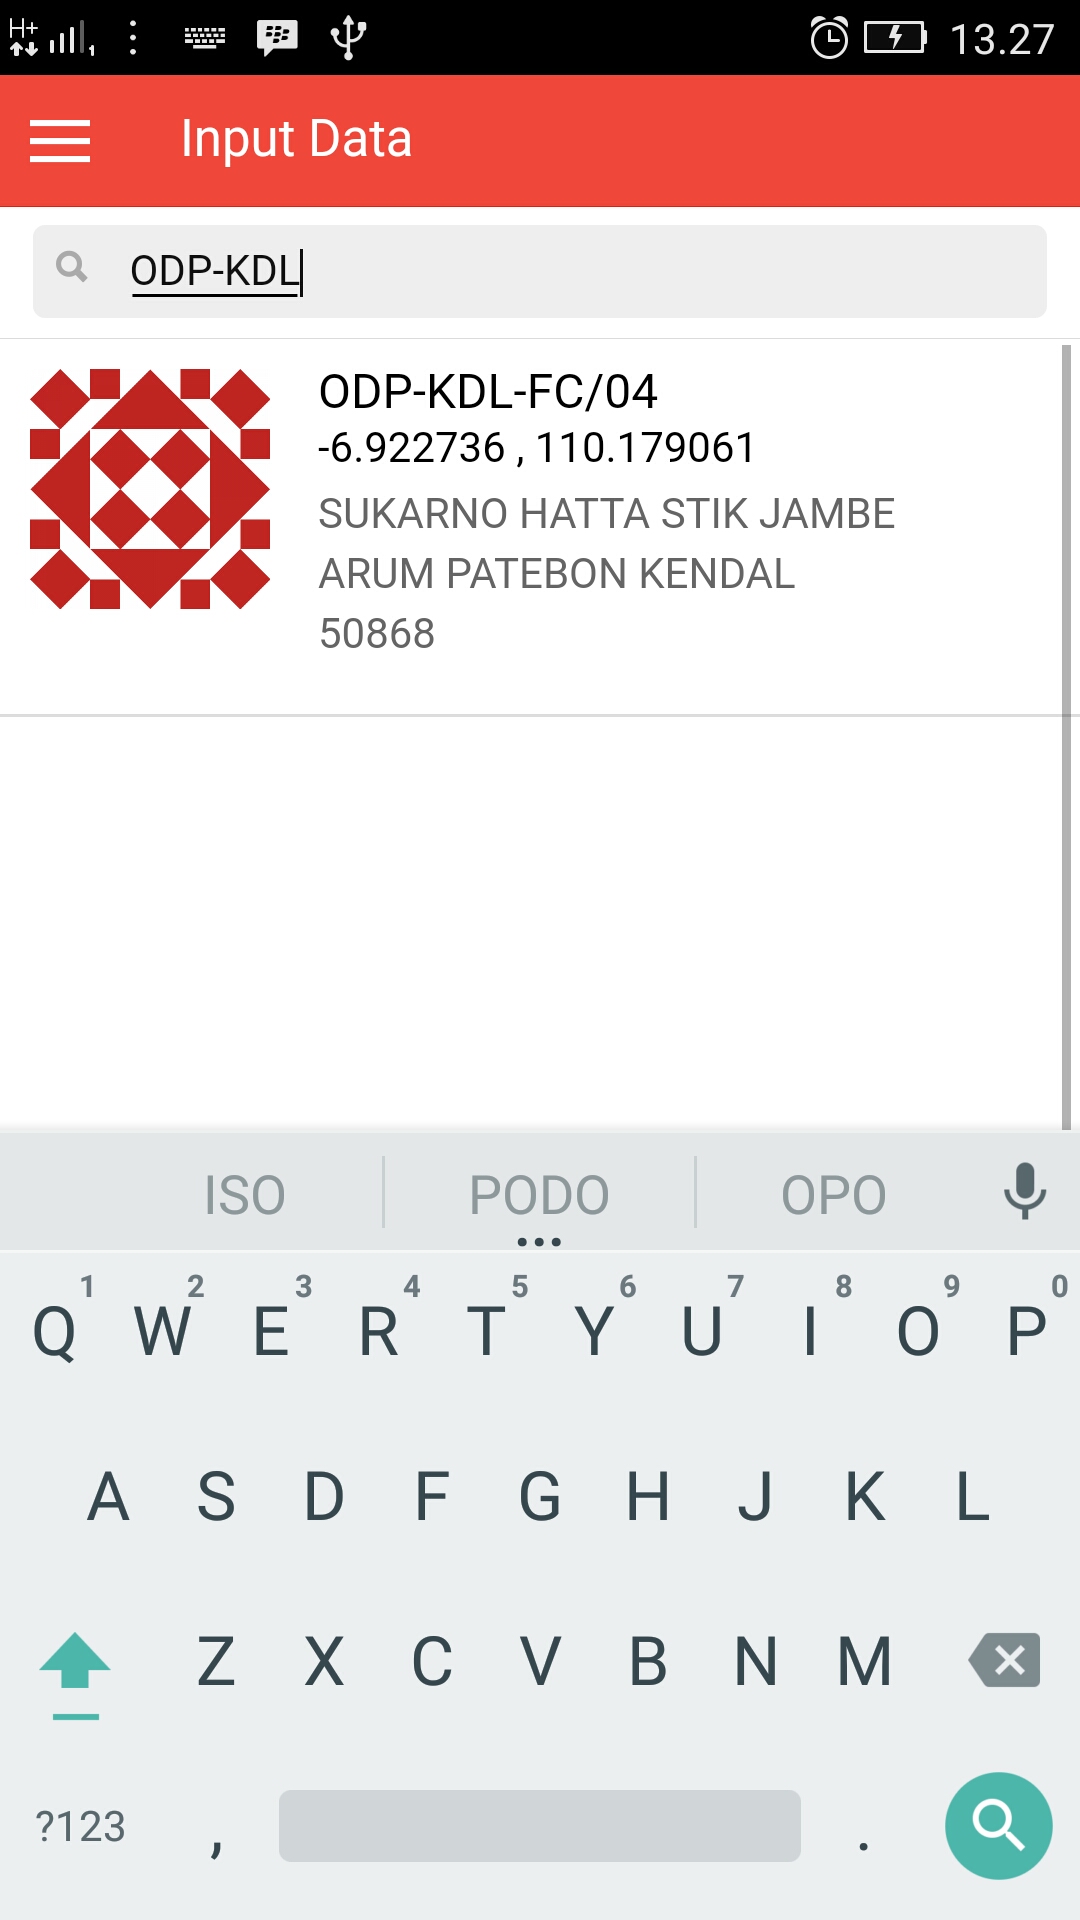 H+ 1 13.27
Input Data
ODP-KDL
ODP-KDL-FC/04
-6.922736 , 110.179061
SUKARNO HATTA STIK JAMBE
ARUM PATEBON KENDAL
50868
ISO PODO OPO
1 2 3 4 5 6 7 8 9 0
Q W E R T Y U I O P
A S D F G H J K L
Z X C V B N M
?123 , .